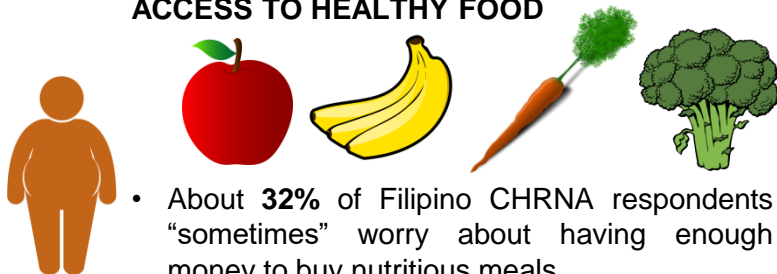 ACCESS TO HEALTHY FOOD
• About 32% of Filipino CHRNA respondents
“sometimes” worry about having enough
money to buy nutritious meals